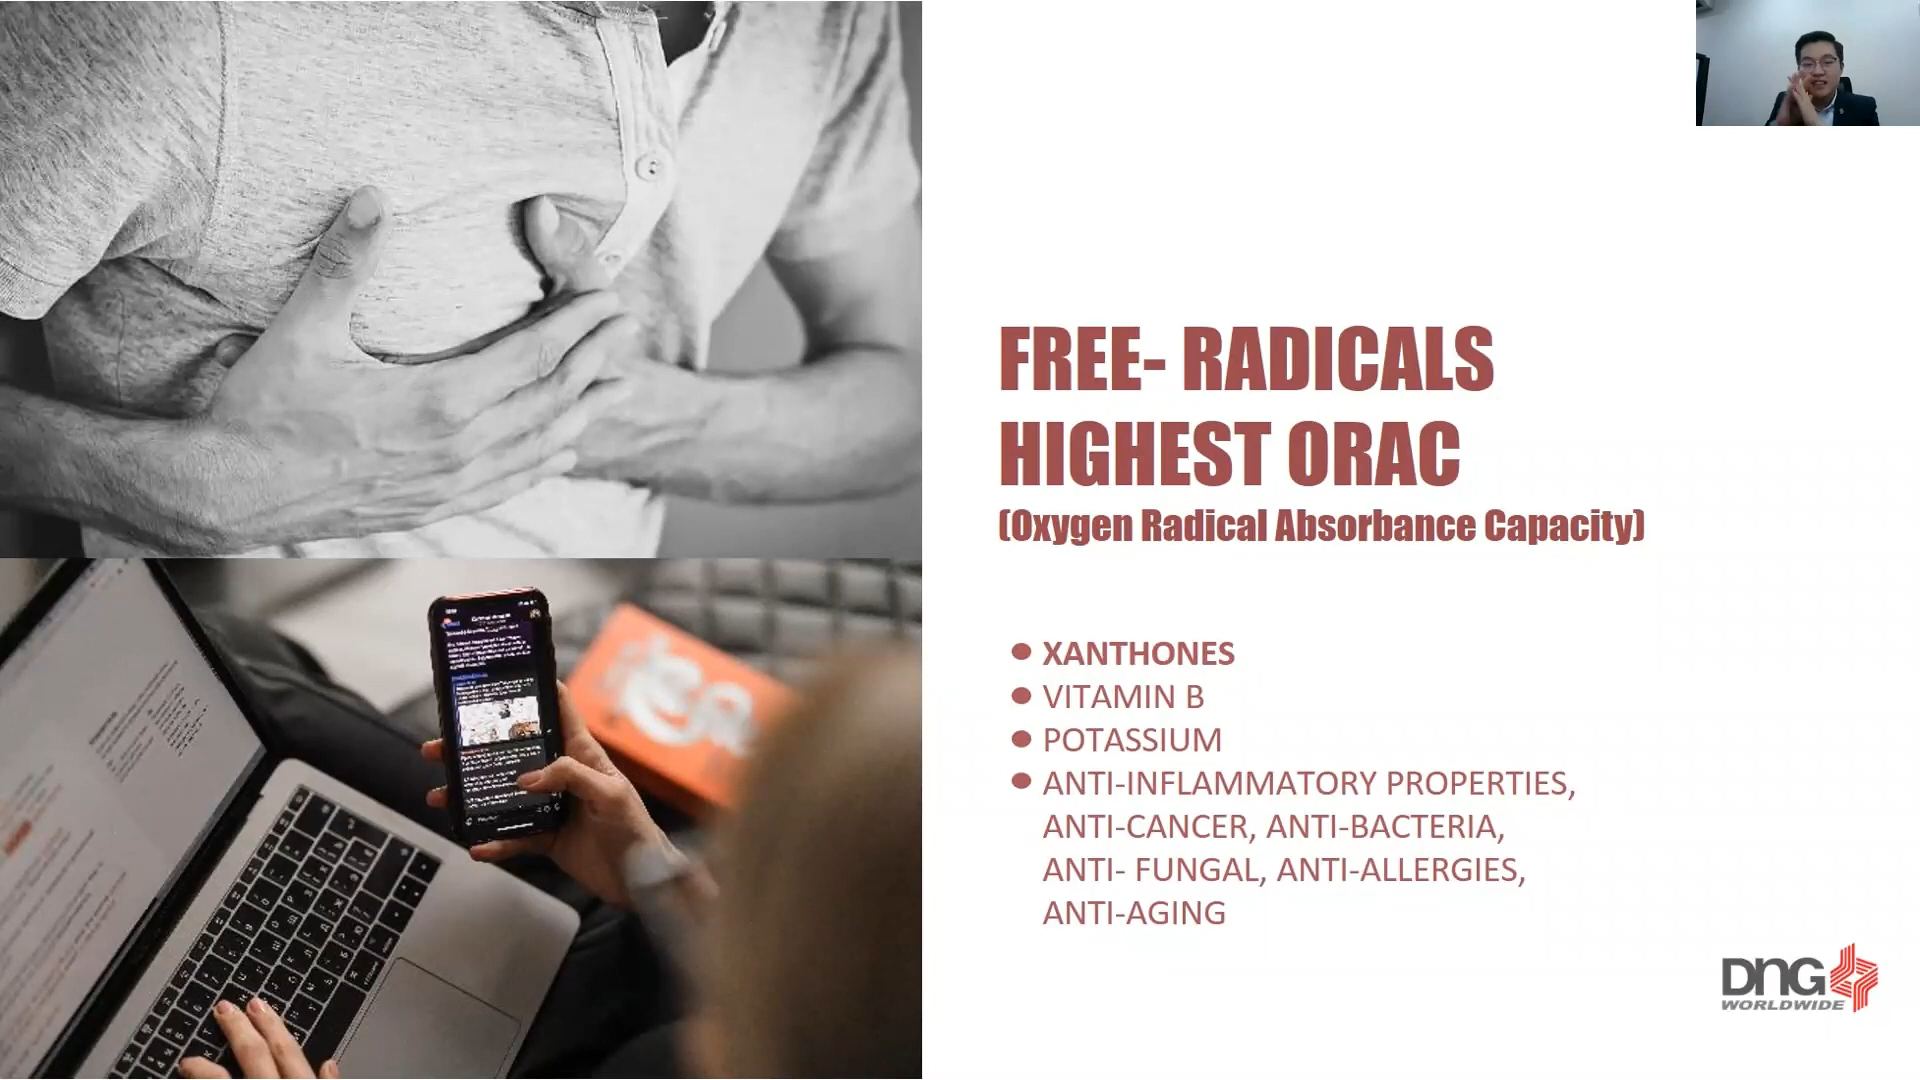 FREE- RADICALS
HIGHEST ORAC
(Oxygen Radical Absorbance Capacity)
● XANTHONES
● VITAMIN B
● POTASSIUM
● ANTI-INFLAMMATORY PROPERTIES,
ANTI-CANCER, ANTI-BACTERIA,
ANTI- FUNGAL, ANTI-ALLERGIES,
ANTI-AGING
DNG
WORLDWIDE